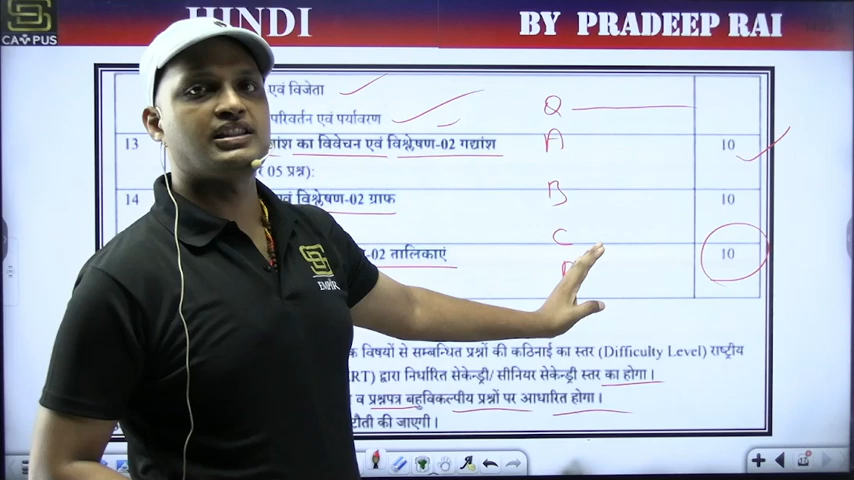 HINDI
BY PRADEEP RAI
CAMPUS
एवं विजेता
परिवर्तन एवं पर्यावरण
Q
13 का विवेचन एवं विश्लेषण-02 गद्यांश A 10
05 प्रश्न):
14 एवं विश्लेषण-02 ग्राफ B 10
C
-02 तालिकाएं 10
विषयों से सम्बन्धित प्रश्नों की कठिनाई का स्तर (Difficulty Level) राष्ट्रीय
द्वारा निर्धारित सेकेन्ड्री/ सीनियर सेकेन्ड्री स्तर का होगा।
व प्रश्नपत्र बहुविकल्पीय प्रश्नों पर आधारित होगा।
की जाएगी।